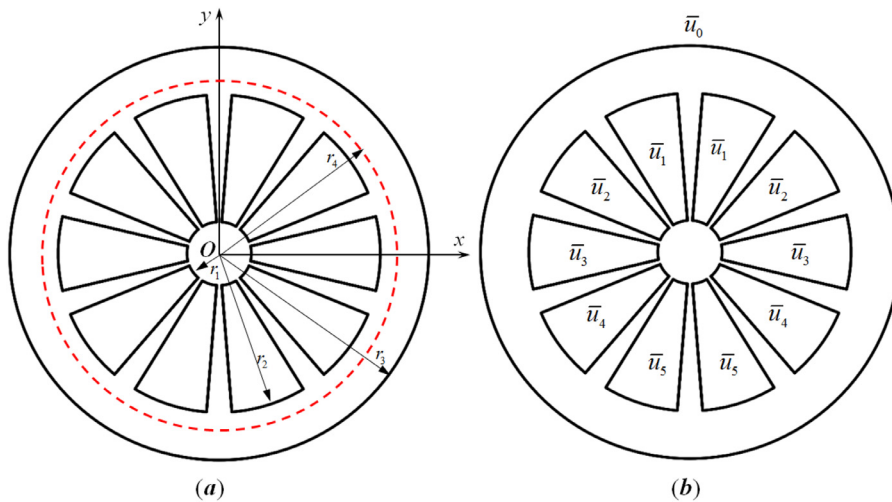 y
ū₀
r₄
ū₁ ū₁
ū₂ ū₂
O x
r₁
ū₃ ū₃
ū₄ ū₄
r₂ r₃
ū₅ ū₅
(a) (b)